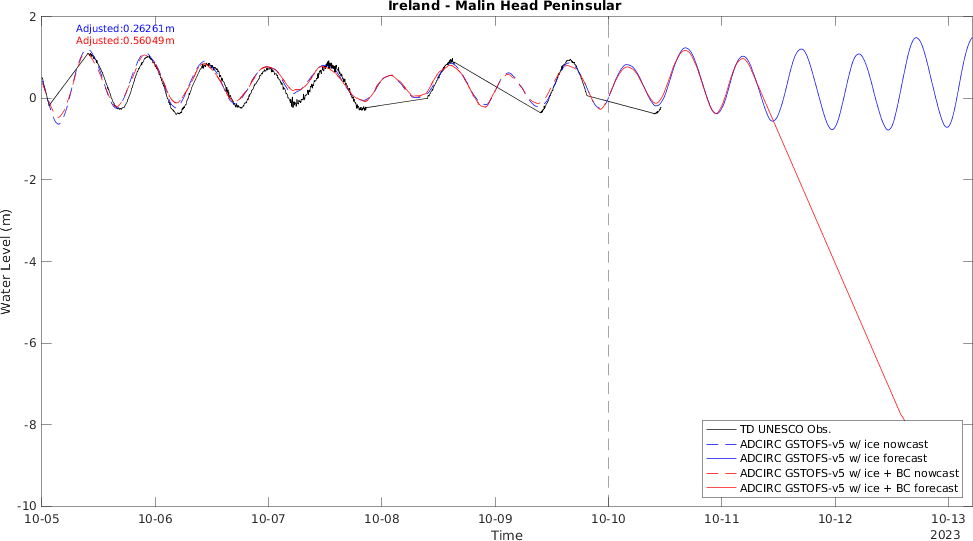 Ireland - Malin Head Peninsular
Adjusted:0.26261m
Adjusted:0.56049m
2
0
-2
-4
-6
-8
-10
Water Level (m)
TD UNESCO Obs.
ADCIRC GSTOFS-v5 w/ ice nowcast
ADCIRC GSTOFS-v5 w/ ice forecast
ADCIRC GSTOFS-v5 w/ ice + BC nowcast
ADCIRC GSTOFS-v5 w/ ice + BC forecast
10-05 10-06 10-07 10-08 10-09 10-10 10-11 10-12 10-13
2023
Time